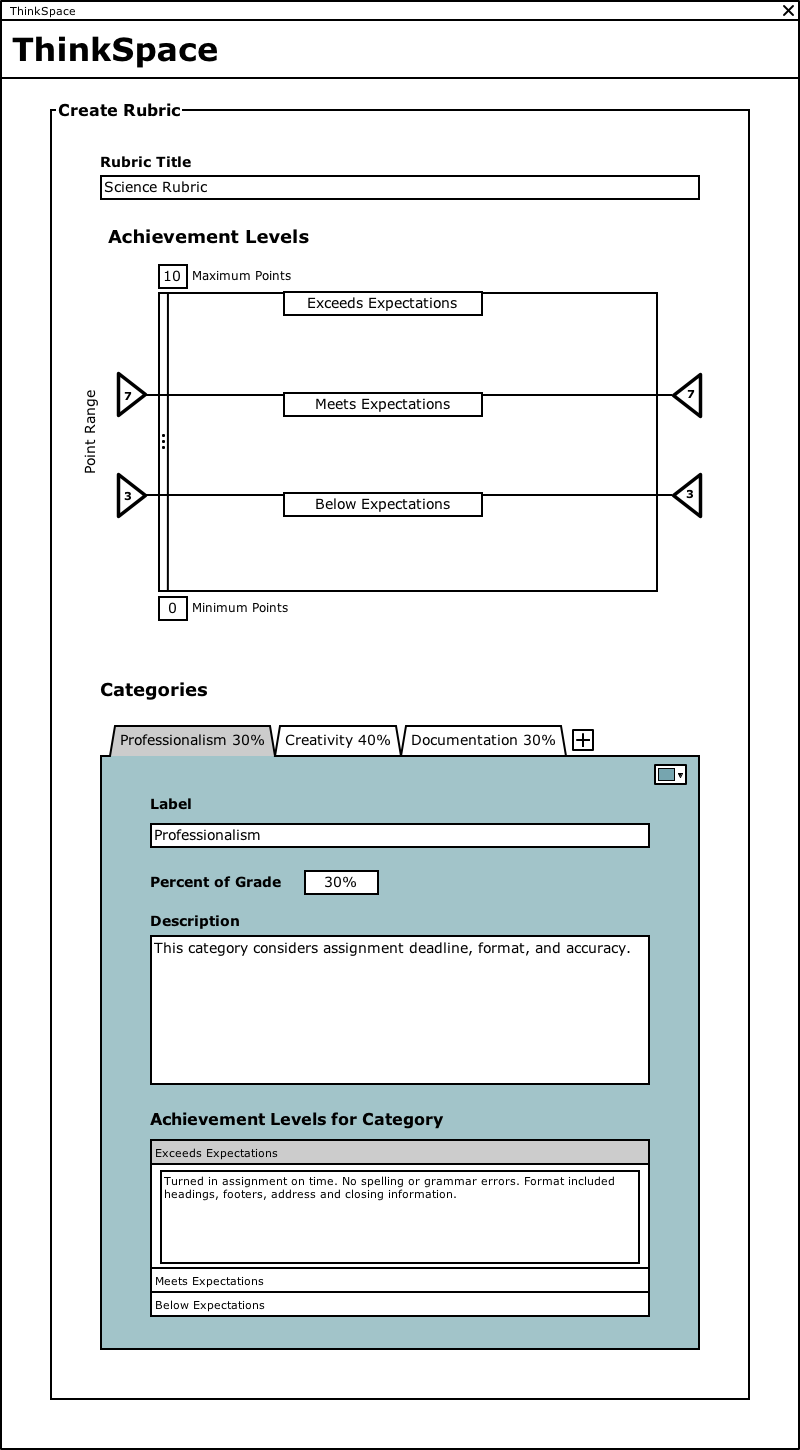 ThinkSpace
ThinkSpace
Create Rubric
Rubric Title
Science Rubric
Achievement Levels
10 Maximum Points
Exceeds Expectations
7 Meets Expectations 7
Point Range
3 Below Expectations 3
0 Minimum Points
Categories
Professionalism 30% Creativity 40% Documentation 30%
Label
Professionalism
Percent of Grade 30%
Description
This category considers assignment deadline, format, and accuracy.
Achievement Levels for Category
Exceeds Expectations
Turned in assignment on time. No spelling or grammar errors. Format included
headings, footers, address and closing information.
Meets Expectations
Below Expectations